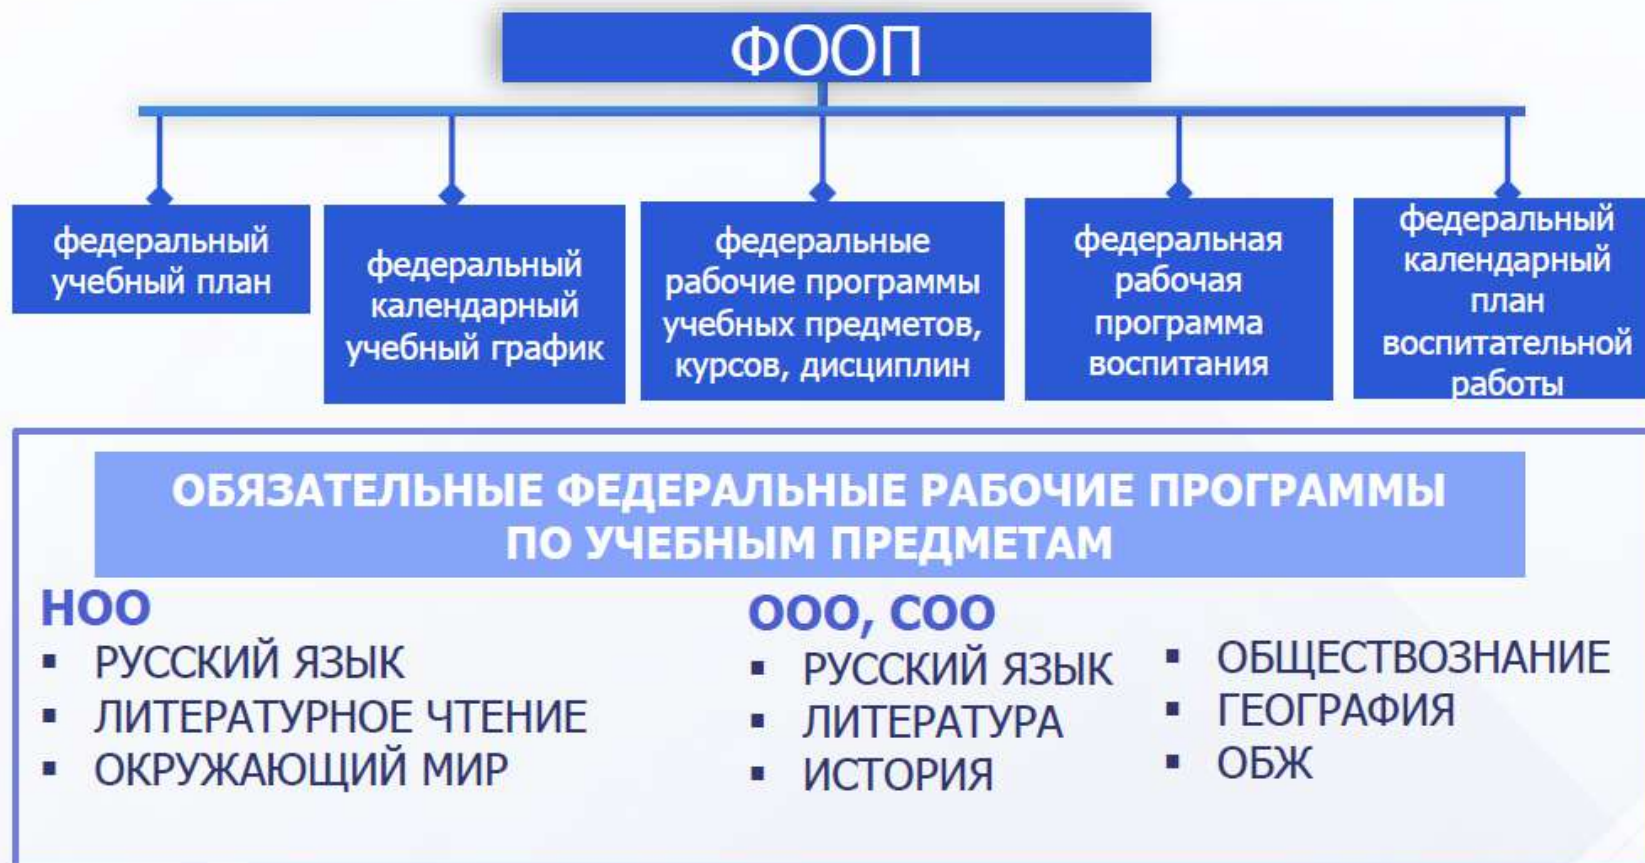 ФООП
федеральный
учебный план
федеральный
календарный
учебный график
федеральные
рабочие программы
учебных предметов,
курсов, дисциплин
федеральная
рабочая
программа
воспитания
федеральный
календарный
план
воспитательной
работы
ОБЯЗАТЕЛЬНЫЕ ФЕДЕРАЛЬНЫЕ РАБОЧИЕ ПРОГРАММЫ
ПО УЧЕБНЫМ ПРЕДМЕТАМ
НОО
▪ РУССКИЙ ЯЗЫК
▪ ЛИТЕРАТУРНОЕ ЧТЕНИЕ
▪ ОКРУЖАЮЩИЙ МИР
ООО, СОО
▪ РУССКИЙ ЯЗЫК
▪ ЛИТЕРАТУРА
▪ ИСТОРИЯ
▪ ОБЩЕСТВОЗНАНИЕ
▪ ГЕОГРАФИЯ
▪ ОБЖ